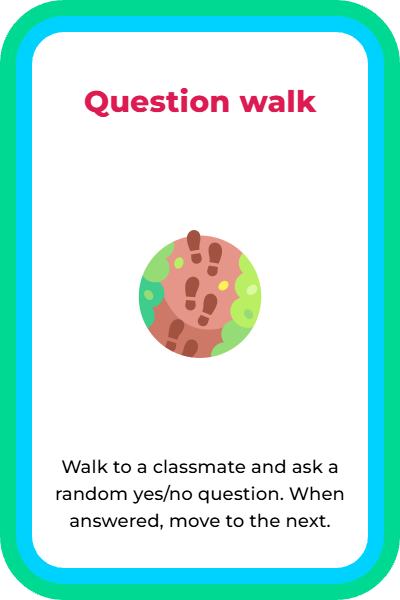 Question walk
Walk to a classmate and ask a
random yes/no question. When
answered, move to the next.